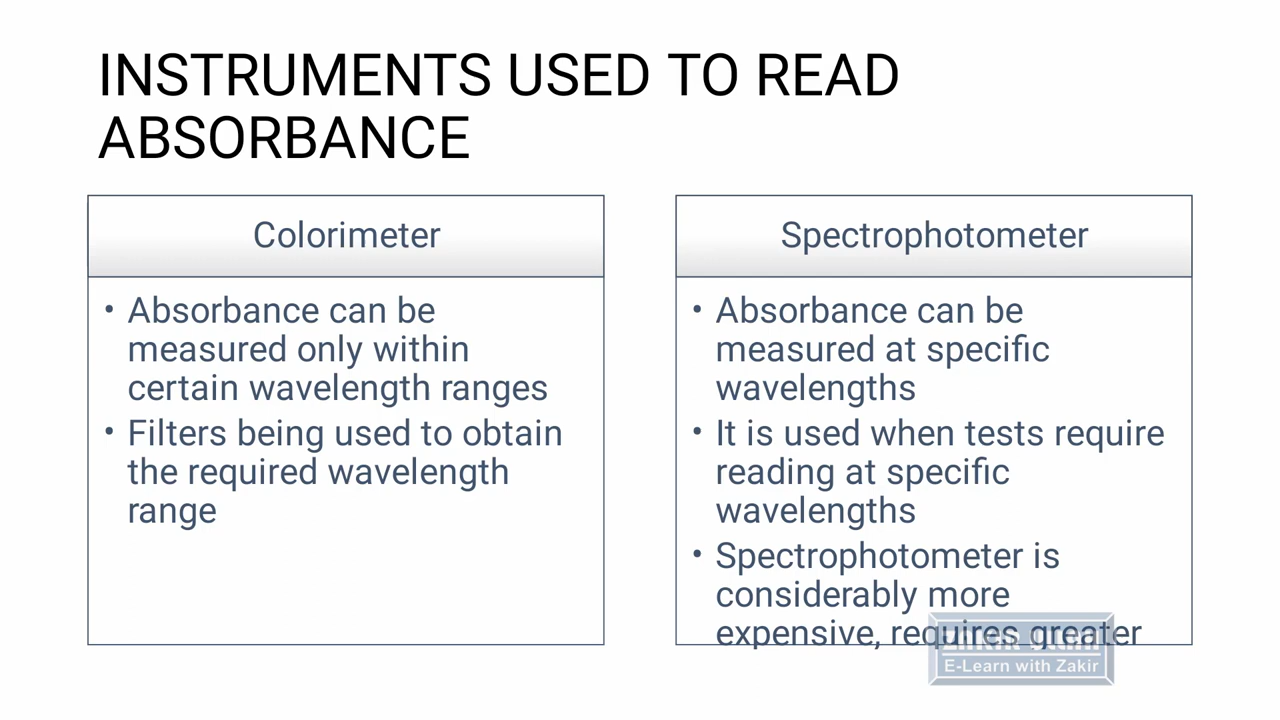 INSTRUMENTS USED TO READ
ABSORBANCE
Colorimeter
• Absorbance can be
measured only within
certain wavelength ranges
• Filters being used to obtain
the required wavelength
range
Spectrophotometer
• Absorbance can be
measured at specific
wavelengths
• It is used when tests require
reading at specific
wavelengths
• Spectrophotometer is
considerably more
expensive, requires greater
E-Learn with Zakir